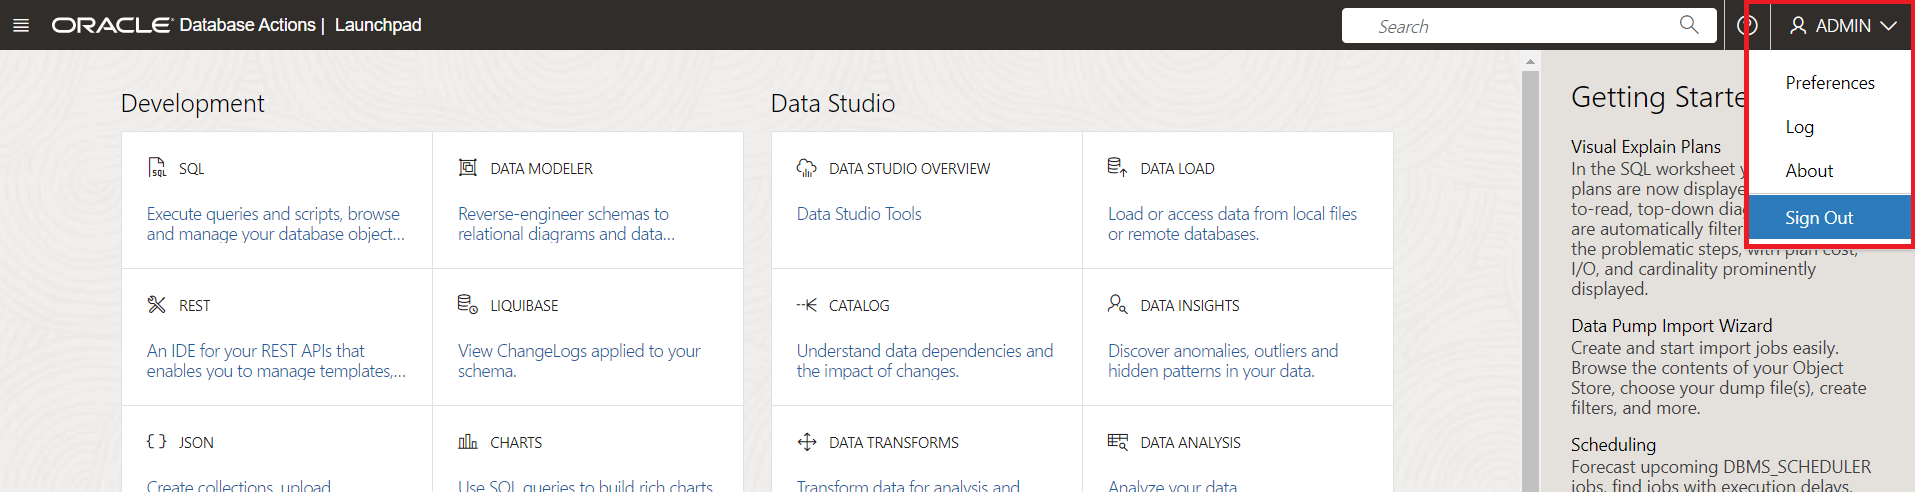 ORACLE Database Actions | Launchpad
Search
ADMIN
Preferences
Log
About
Sign Out
Development
SQL
Execute queries and scripts, browse
and manage your database object...
DATA MODELER
Reverse-engineer schemas to
relational diagrams and data...
REST
An IDE for your REST APIs that
enables you to manage templates,...
LIQUIBASE
View ChangeLogs applied to your
schema.
JSON
Create collections, upload
CHARTS
Use SQL queries to build rich charts
Data Studio
DATA STUDIO OVERVIEW
Data Studio Tools
DATA LOAD
Load or access data from local files
or remote databases.
CATALOG
Understand data dependencies and
the impact of changes.
DATA INSIGHTS
Discover anomalies, outliers and
hidden patterns in your data.
DATA TRANSFORMS
Transform data for analysis and
DATA ANALYSIS
Analyze your data
Getting Starte
Visual Explain Plans
In the SQL worksheet y
plans are now displaye
to-read, top-down dia
are automatically filter
the problematic steps, with plan cost,
I/O, and cardinality prominently
displayed.
Data Pump Import Wizard
Create and start import jobs easily.
Browse the contents of your Object
Store, choose your dump file(s), create
filters, and more.
Scheduling
Forecast upcoming DBMS_SCHEDULER
jobs, find jobs with execution delays,